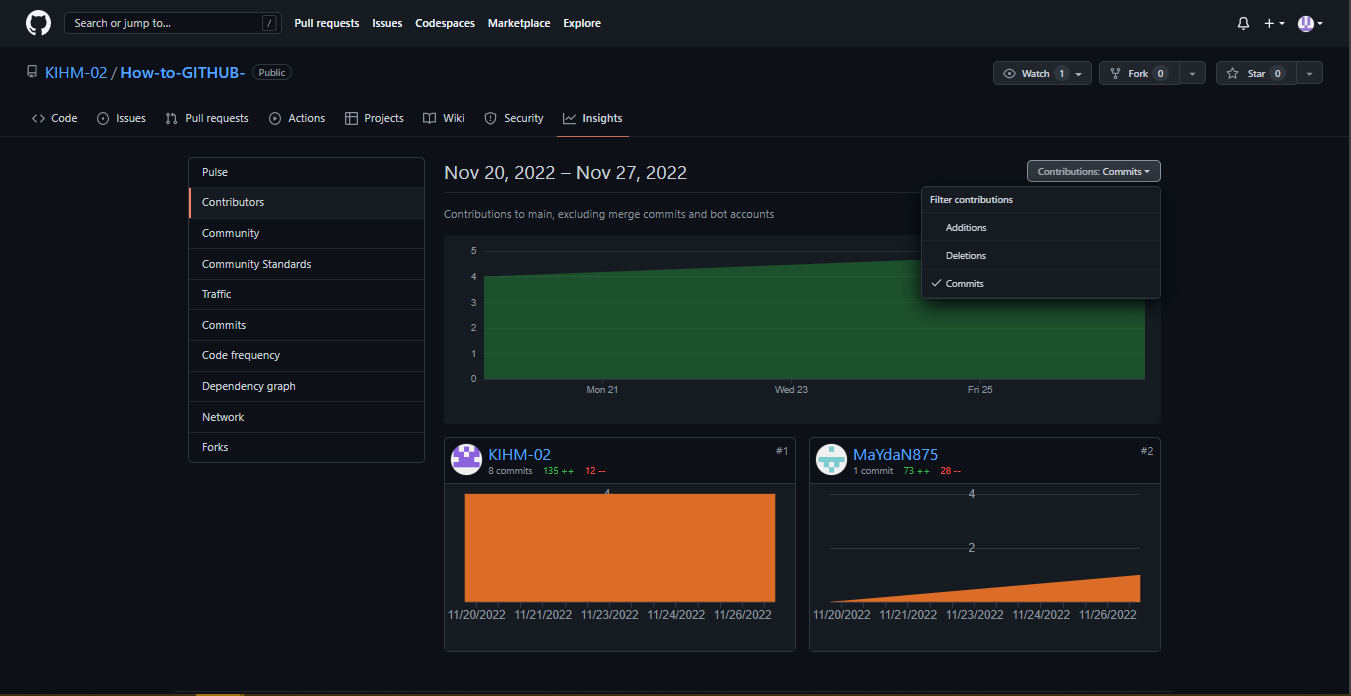 Search or jump to... /
Pull requests Issues Codespaces Marketplace Explore
KIHM-02 / How-to-GITHUB- Public
Watch 1 Fork 0 Star 0
Code Issues Pull requests Actions Projects Wiki Security Insights
Pulse
Contributors
Community
Community Standards
Traffic
Commits
Code frequency
Dependency graph
Network
Forks
Nov 20, 2022 – Nov 27, 2022
Contributions: Commits
Filter contributions
Additions
Deletions
Commits
Contributions to main, excluding merge commits and bot accounts
5
4
3
2
1
0
Mon 21 Wed 23 Fri 25
KIHM-02 #1
8 commits 135 ++ 12 --
4
11/20/2022 11/21/2022 11/23/2022 11/24/2022 11/26/2022
MaYdaN875 #2
1 commit 73 ++ 28 --
4
2
11/20/2022 11/21/2022 11/23/2022 11/24/2022 11/26/2022